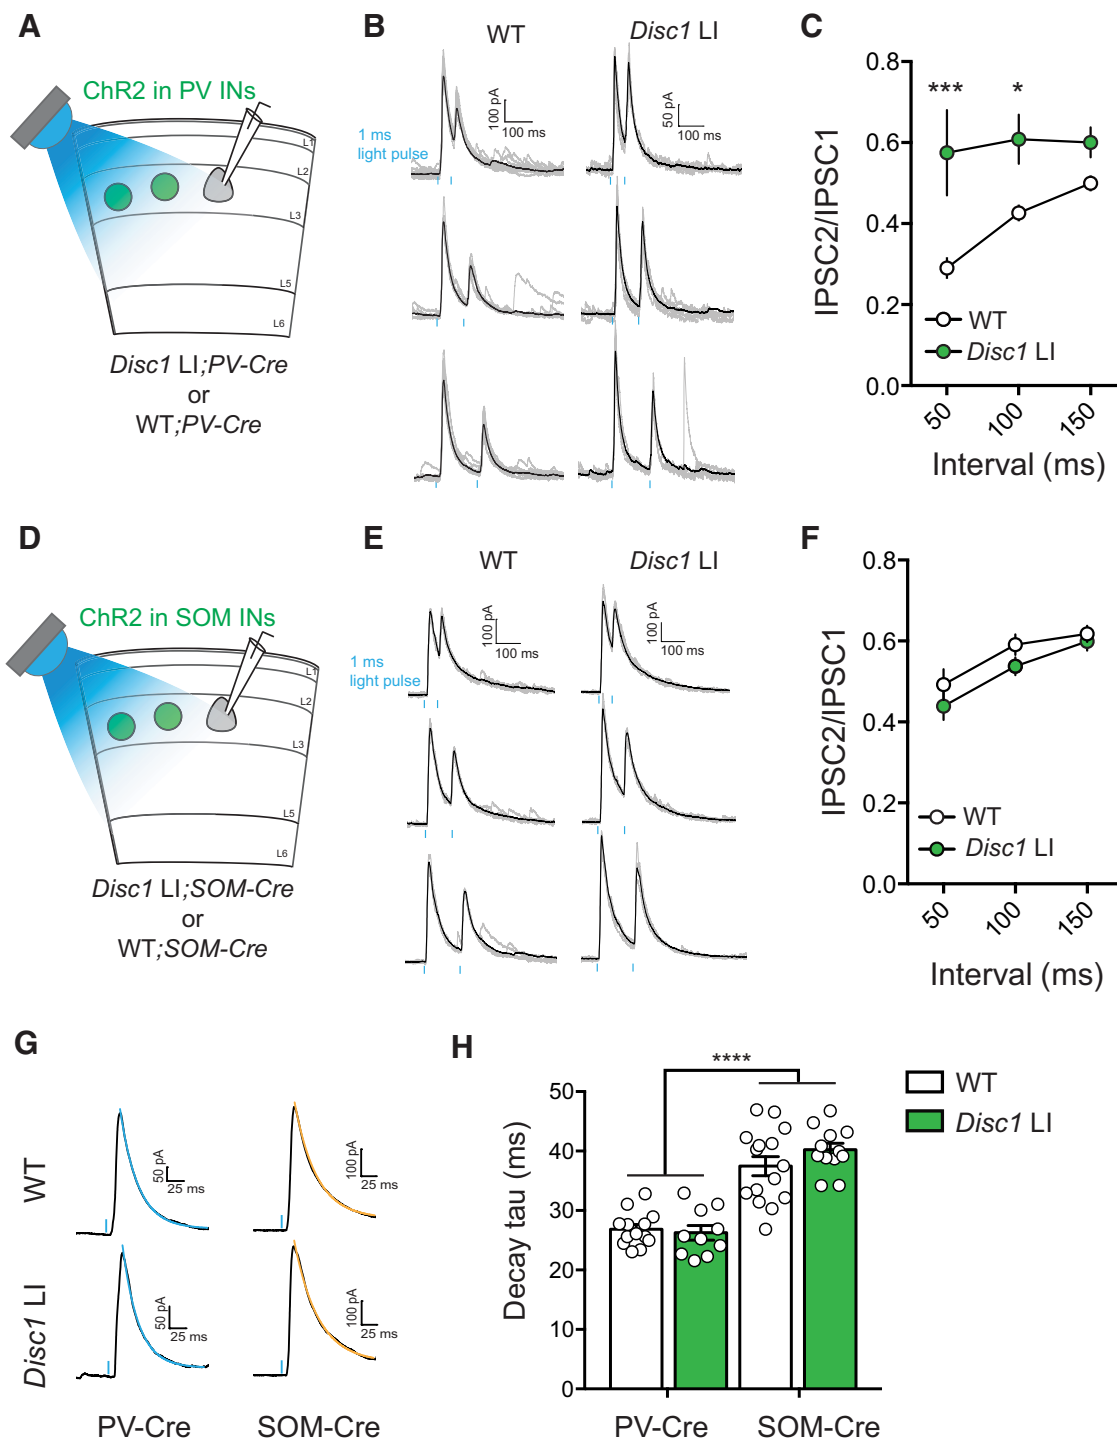 A
ChR2 in PV INs
L1
L2
L3
L5
L6
Disc1 LI;PV-Cre
or
WT;PV-Cre
B
WT
Disc1 LI
1 ms
light pulse
100 pA
100 ms
50 pA
100 ms
C
IPSC2/IPSC1
0.8
0.6
0.4
0.2
0.0
***
*
WT
Disc1 LI
50
100
150
Interval (ms)
D
ChR2 in SOM INs
L1
L2
L3
L5
L6
Disc1 LI;SOM-Cre
or
WT;SOM-Cre
E
WT
Disc1 LI
1 ms
light pulse
100 pA
100 ms
100 pA
100 ms
F
IPSC2/IPSC1
0.8
0.6
0.4
0.2
0.0
WT
Disc1 LI
50
100
150
Interval (ms)
G
WT
50 pA
25 ms
100 pA
25 ms
Disc1 LI
50 pA
25 ms
100 pA
25 ms
PV-Cre
SOM-Cre
H
****
WT
Disc1 LI
Decay tau (ms)
50
40
30
20
10
0
PV-Cre
SOM-Cre